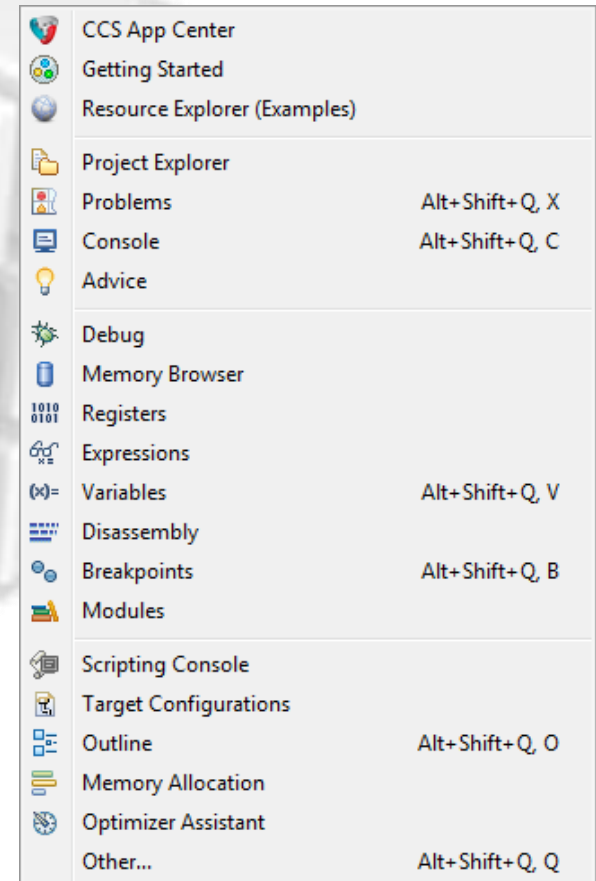 CCS App Center
Getting Started
Resource Explorer (Examples)
Project Explorer
Problems Alt+Shift+Q, X
Console Alt+Shift+Q, C
Advice
Debug
Memory Browser
Registers
Expressions
Variables Alt+Shift+Q, V
Disassembly
Breakpoints Alt+Shift+Q, B
Modules
Scripting Console
Target Configurations
Outline Alt+Shift+Q, O
Memory Allocation
Optimizer Assistant
Other... Alt+Shift+Q, Q